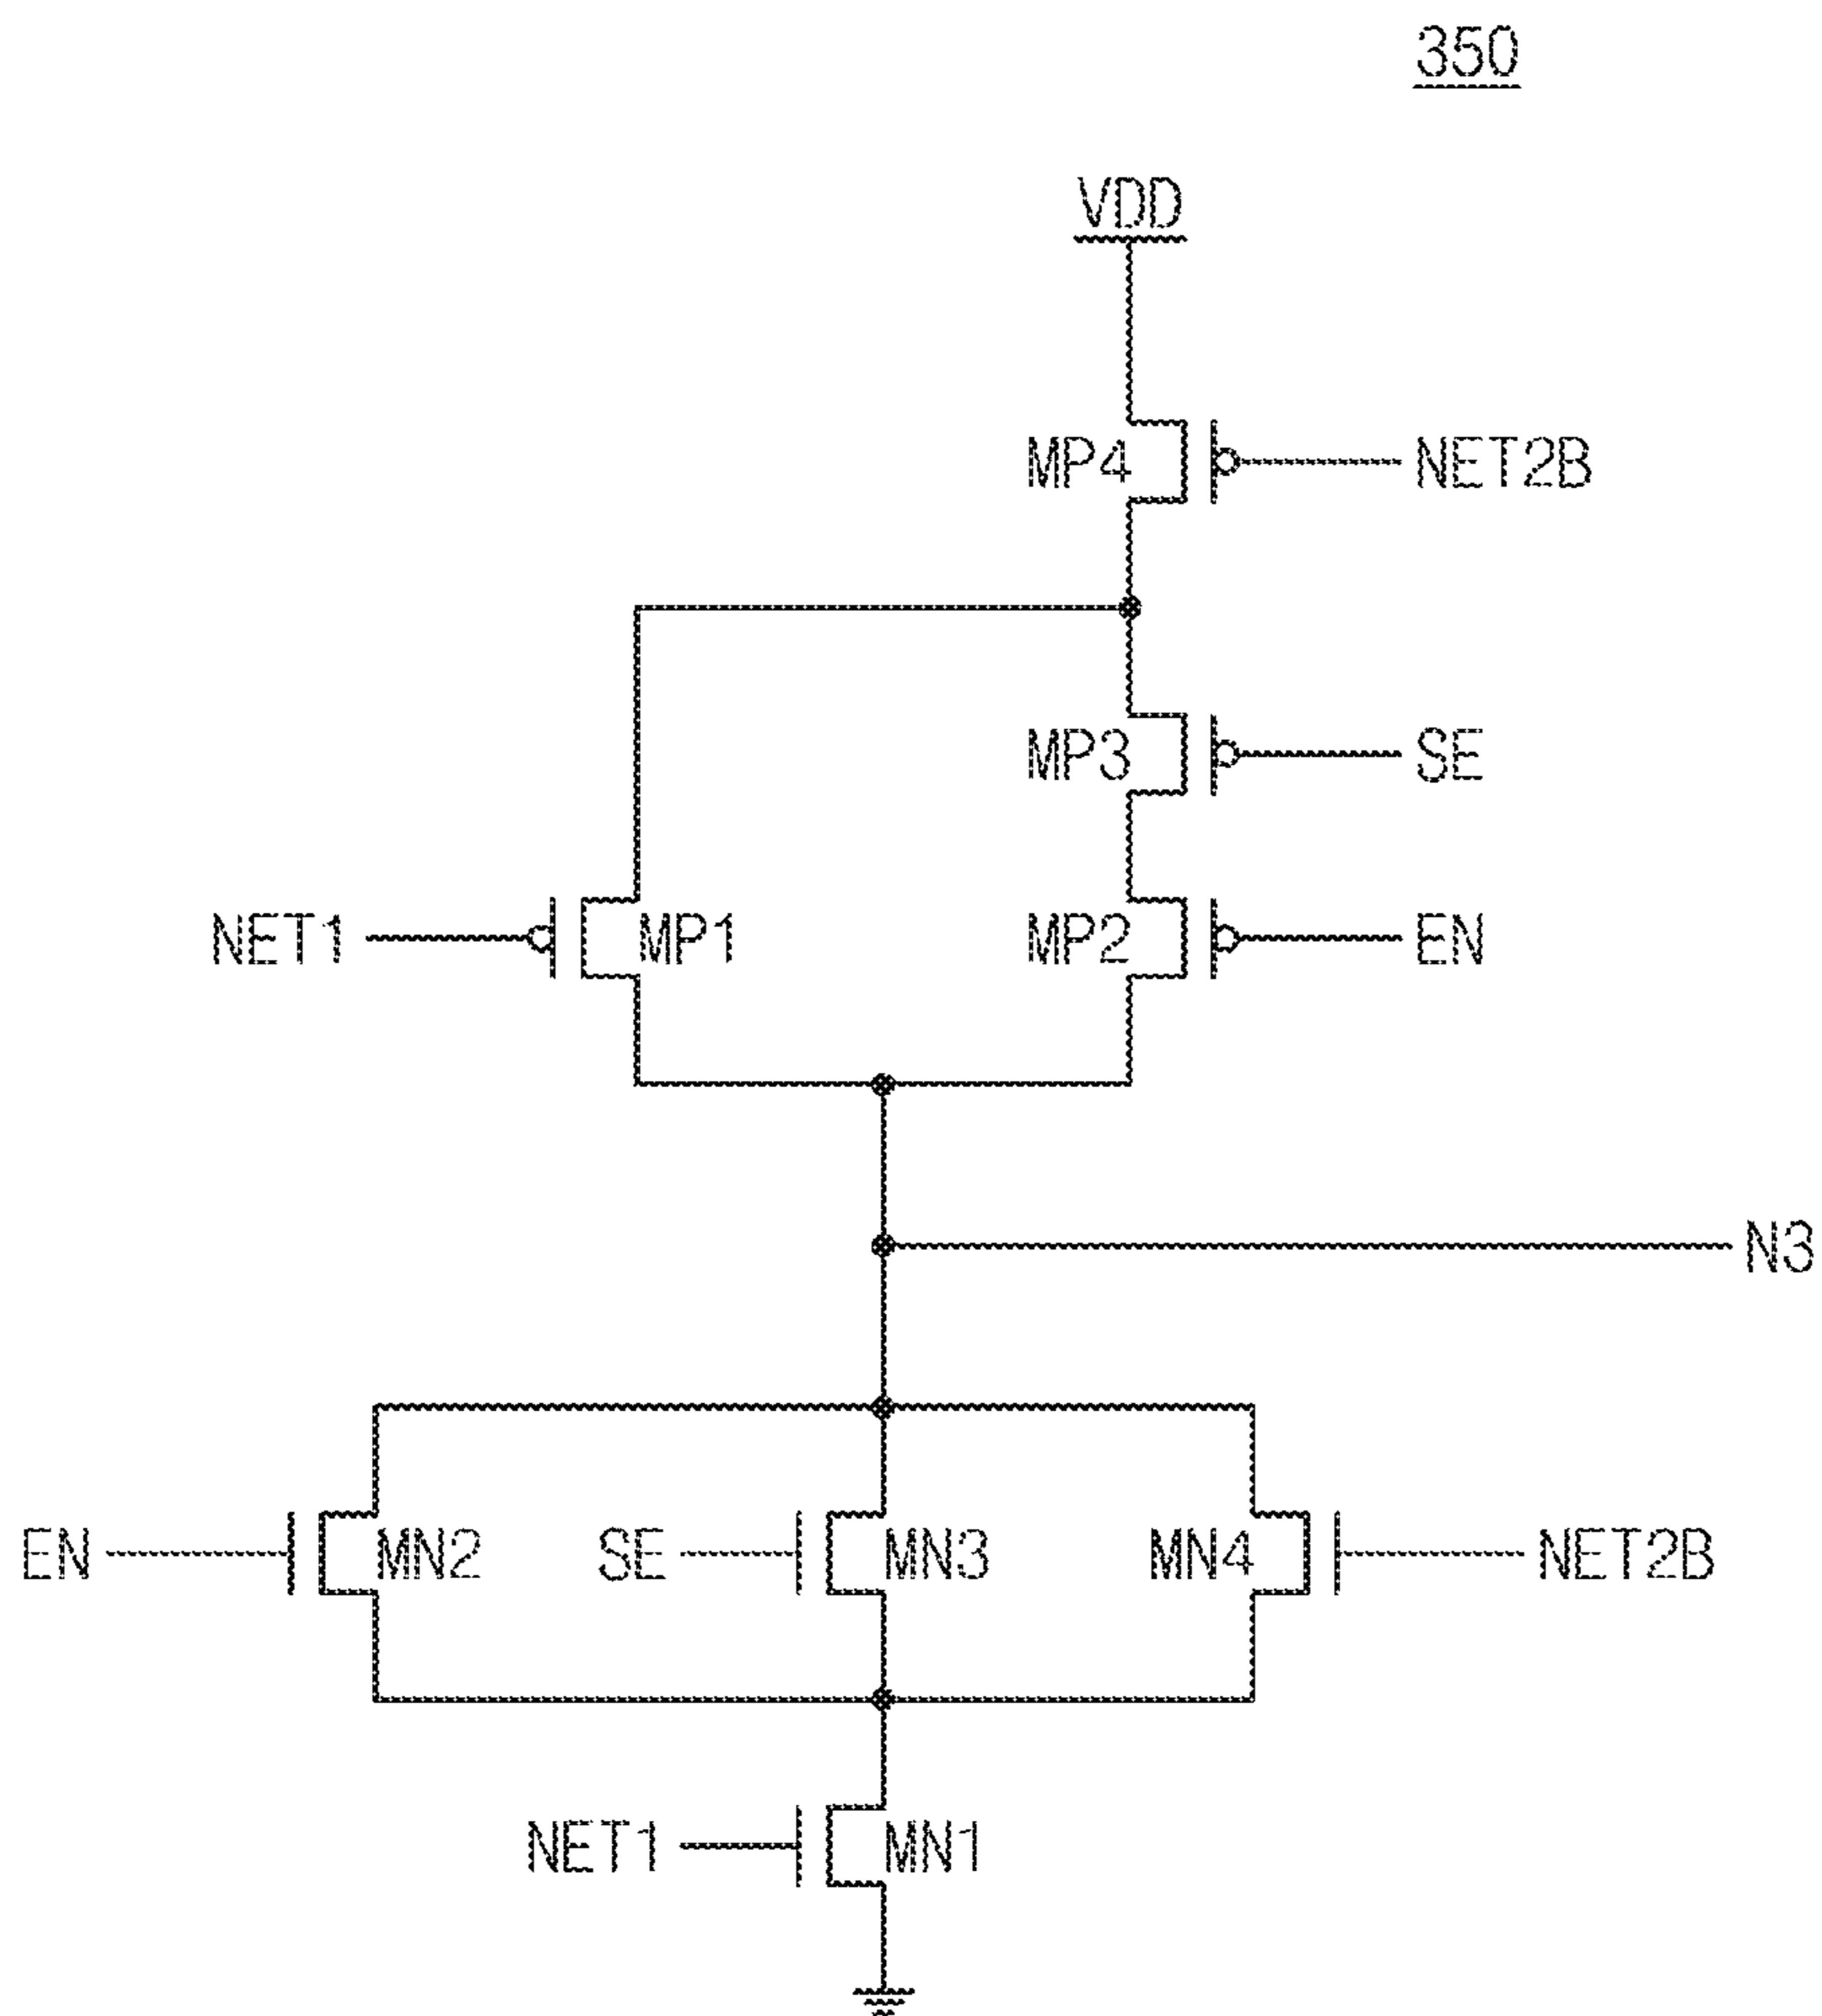 350
VDD
MP4 NET2B
MP3 SE
NET1 MP1 MP2 EN
N3
EN MN2 SE MN3 MN4 NET2B
NET1 MN1